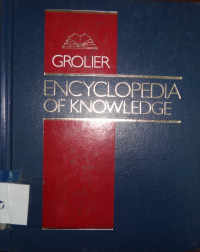 GROLIER
ENCYCLOPEDIA
OF KNOWLEDGE